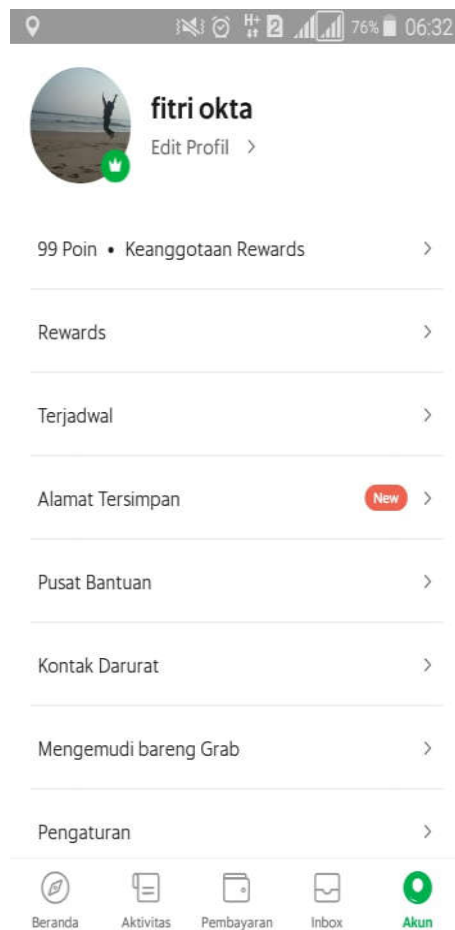 H+ 2 76% 06:32
fitri okta
Edit Profil
99 Poin • Keanggotaan Rewards
Rewards
Terjadwal
Alamat Tersimpan New
Pusat Bantuan
Kontak Darurat
Mengemudi bareng Grab
Pengaturan
Beranda Aktivitas Pembayaran Inbox Akun